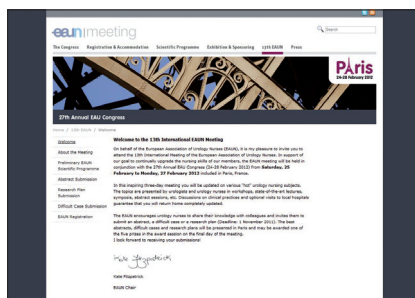 eaun meeting
Search
The Congress Registration & Accommodation Scientific Programme Exhibition & Sponsoring 13th EAUN Press
Paris
24-28 February 2012
27th Annual EAU Congress
Home / 13th EAUN / Welcome
Welcome
About the Meeting
Preliminary EAUN
Scientific Programme
Abstract Submission
Research Plan
Submission
Difficult Case Submission
EAUN Registration
Welcome to the 13th International EAUN Meeting
On behalf of the European Association of Urology Nurses (EAUN), it is my pleasure to invite you to
attend the 13th International Meeting of the European Association of Urology Nurses. In support of
our goal to continually upgrade the nursing skills of our members, the EAUN meeting will be held in
conjunction with the 27th Annual EAU Congress (24-28 February 2012) from Saturday, 25
February to Monday, 27 February 2012 included in Paris, France.
In this inspiring three-day meeting you will be updated on various "hot" urology nursing subjects.
The topics are presented by urologists and urology nurses in workshops, state-of-the-art lectures,
symposia, abstract sessions, etc. Discussions on clinical practices and optional visits to local hospitals
guarantee that you will return home completely updated.
The EAUN encourages urology nurses to share their knowledge with colleagues and invites them to
submit an abstract, a difficult case or a research plan (Deadline: 1 November 2011). The best
abstracts, difficult cases and research plans will be presented in Paris and may be awarded one of
the five prizes in the award session on the final day of the meeting.
I look forward to receiving your submissions!
Kate Fitzpatrick
Kate Fitzpatrick
EAUN Chair